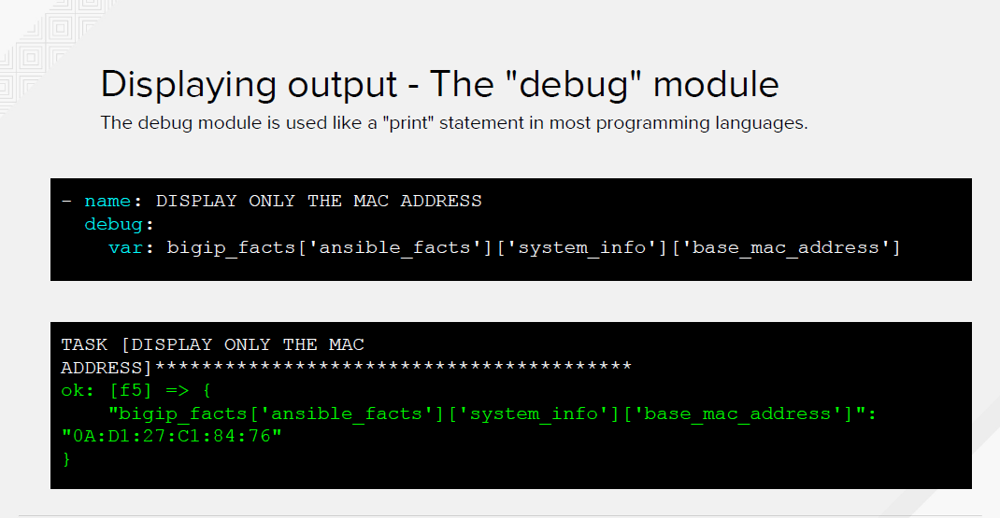 Displaying output - The "debug" module
The debug module is used like a "print" statement in most programming languages.
- name: DISPLAY ONLY THE MAC ADDRESS
  debug:
    var: bigip_facts['ansible_facts']['system_info']['base_mac_address']
TASK [DISPLAY ONLY THE MAC
ADDRESS]*****************************************
ok: [f5] => {
    "bigip_facts['ansible_facts']['system_info']['base_mac_address']":
"0A:D1:27:C1:84:76"
}